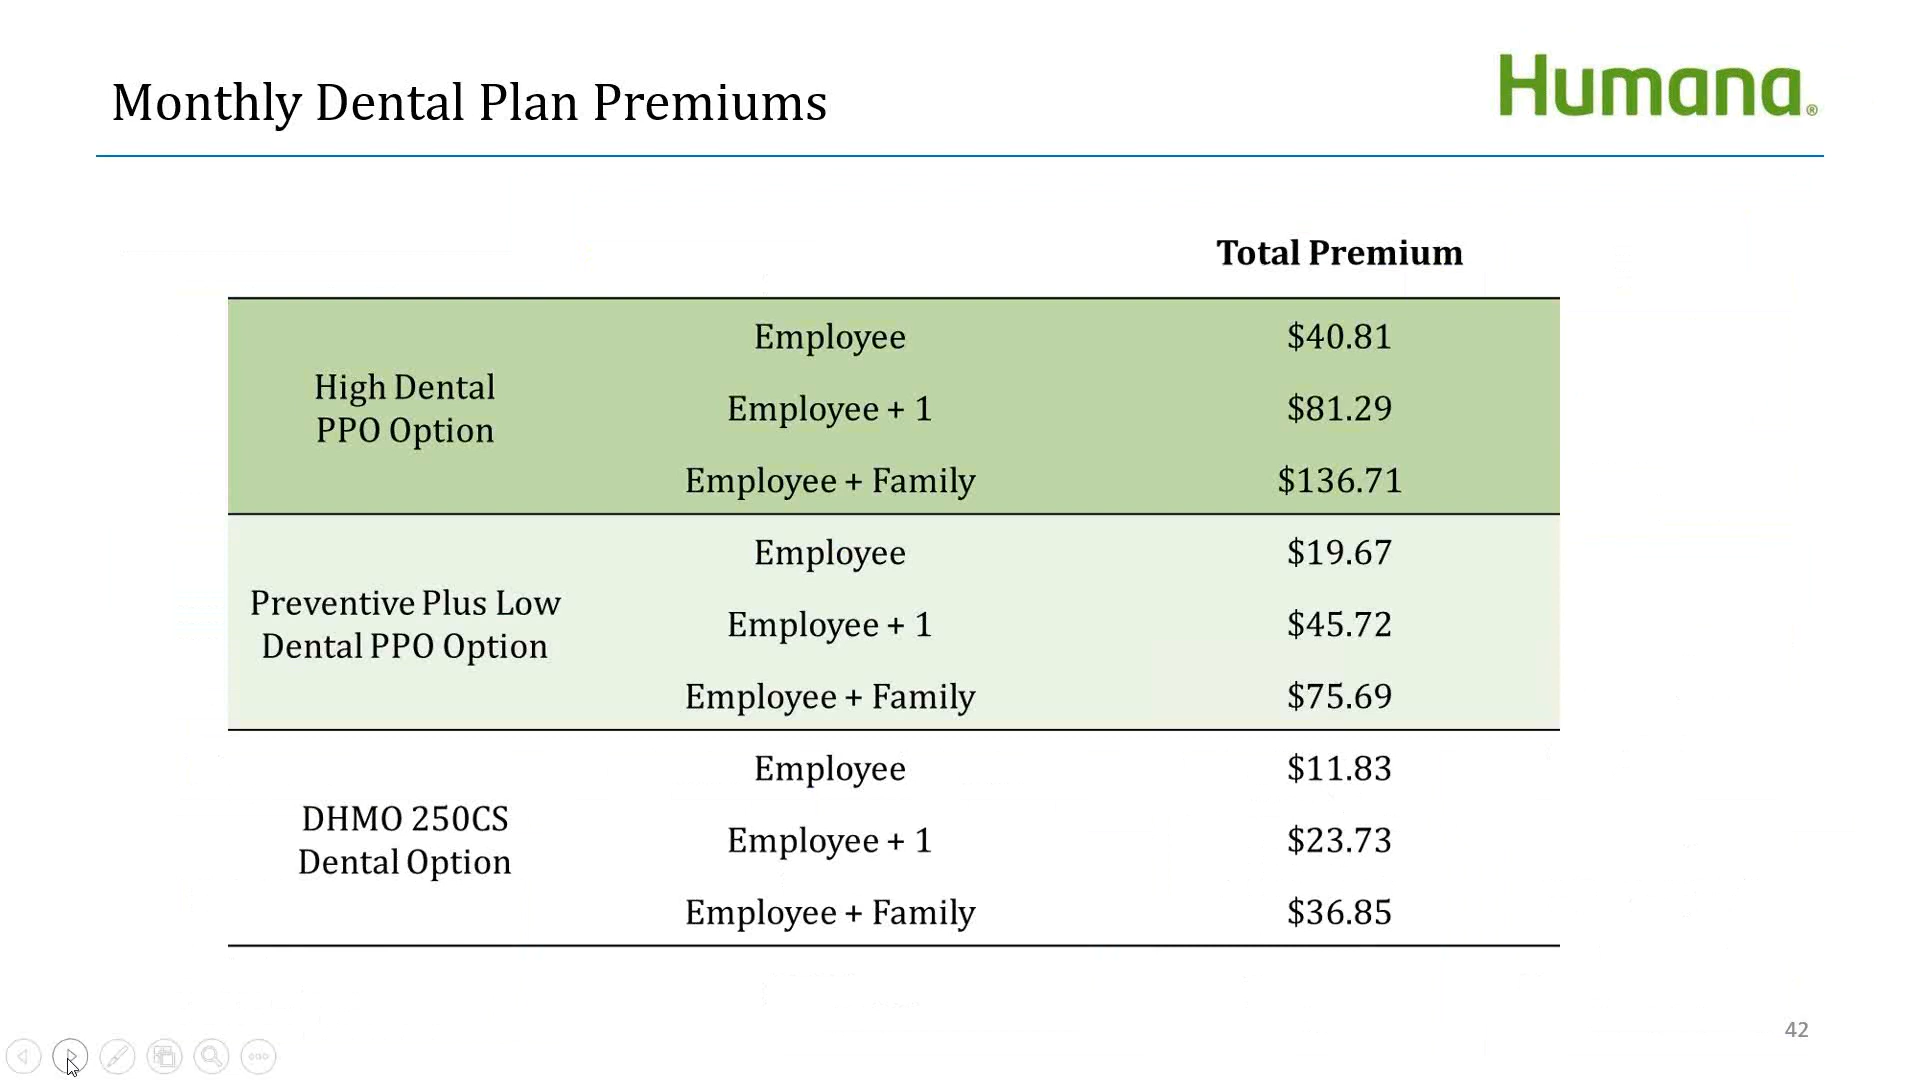 Monthly Dental Plan Premiums
Humana®
Total Premium
High Dental
PPO Option
Employee $40.81
Employee + 1 $81.29
Employee + Family $136.71
Preventive Plus Low
Dental PPO Option
Employee $19.67
Employee + 1 $45.72
Employee + Family $75.69
DHMO 250CS
Dental Option
Employee $11.83
Employee + 1 $23.73
Employee + Family $36.85
42